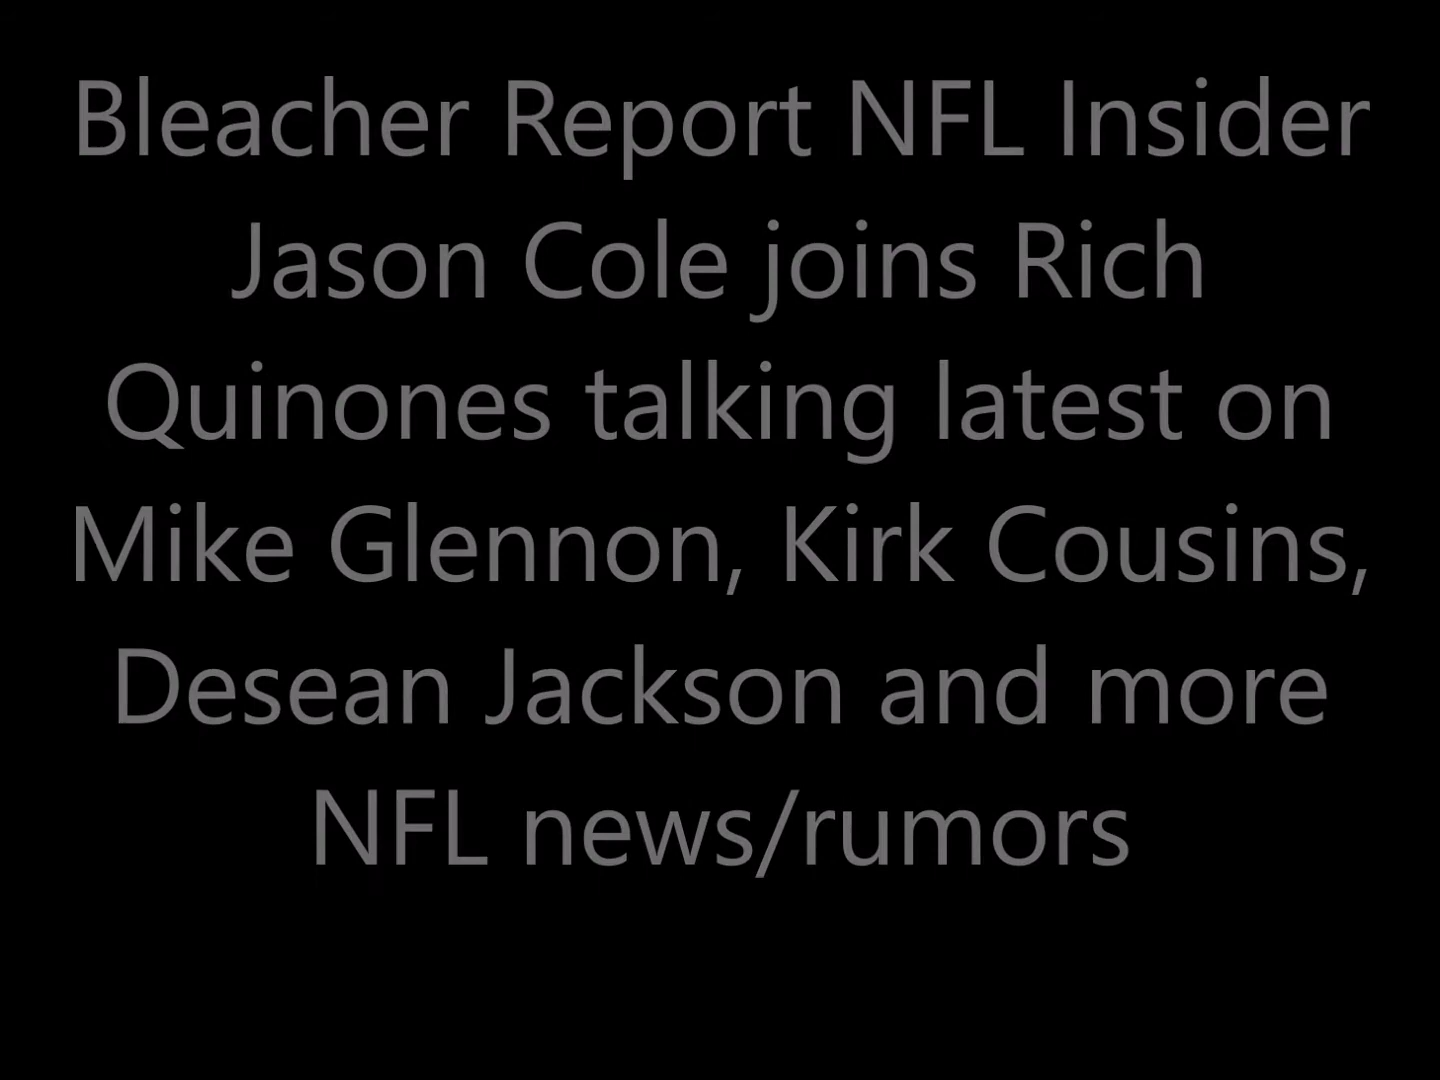 Bleacher Report NFL Insider
Jason Cole joins Rich
Quinones talking latest on
Mike Glennon, Kirk Cousins,
Desean Jackson and more
NFL news/rumors